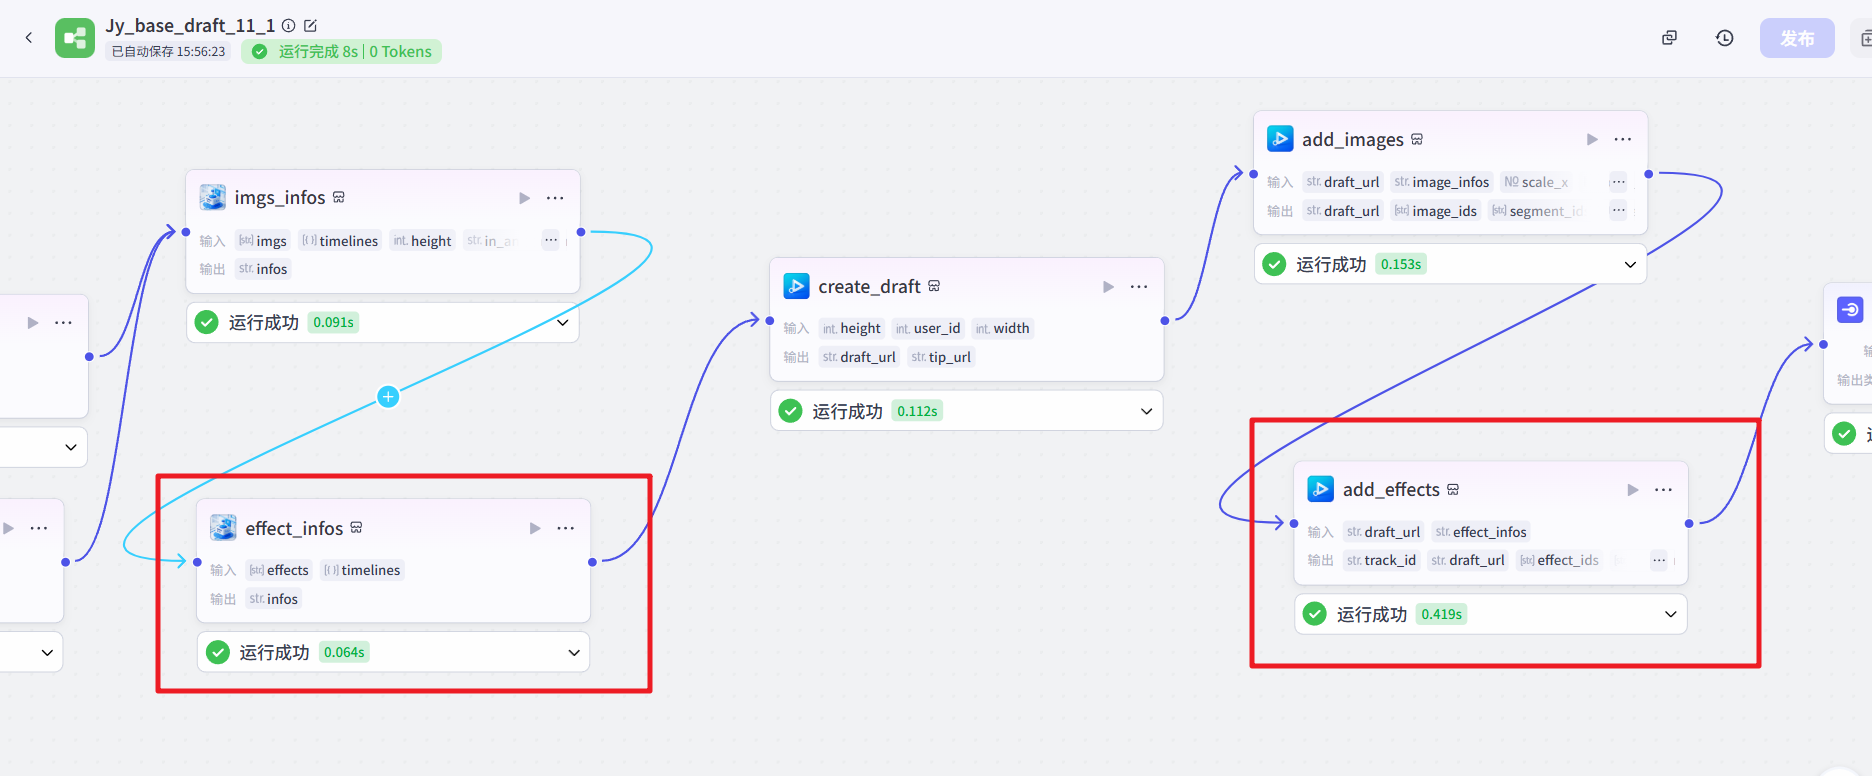 Jy_base_draft_11_1
已自动保存 15:56:23
运行完成 8s | 0 Tokens
发布
imgs_infos
输入 [str] imgs [( )] timelines int. height str. in_a ...
输出 str. infos
运行成功 0.091s
effect_infos
输入 [str] effects [( )] timelines
输出 str. infos
运行成功 0.064s
create_draft
输入 int. height int. user_id int. width
输出 str. draft_url str. tip_url
运行成功 0.112s
add_images
输入 str. draft_url str. image_infos NO scale_x ...
输出 str. draft_url [str] image_ids [str] segment_id ...
运行成功 0.153s
add_effects
输入 str. draft_url str. effect_infos
输出 str. track_id str. draft_url [str] effect_ids ...
运行成功 0.419s
输出